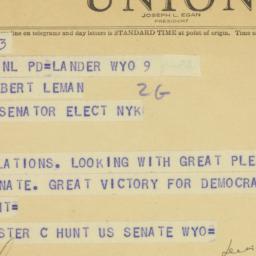 UNION
JOSEPH L. EGAN
PRESIDENT
line on telegrams and day letters is STANDARD TIME at point of origin. Time
3
NL PD=LANDER WYO 9
BERT LEMAN
2G
SENATOR ELECT NYK
LATIONS. LOOKING WITH GREAT PLE
NATE. GREAT VICTORY FOR DEMOCRA
NT=
STER C HUNT US SENATE WYO=